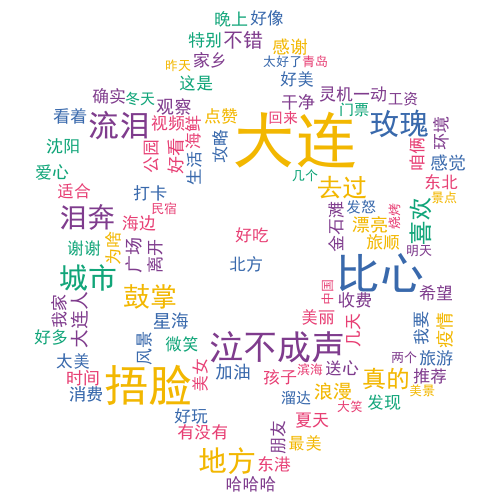 晚上
好像
特别
不错
感谢
家乡
太好了
青岛
昨天
这是
好美
确实
冬天
观察
干净
灵机一动
工资
门票
点赞
大连
回来
玫瑰
环境
看着
流泪
视频
海鲜
攻略
咱俩
沈阳
公园
好看
生活
感觉
爱心
几个
去过
东北
适合
打卡
景点
民宿
金石滩
发怒
烧烤
喜欢
泪奔
海边
漂亮
好吃
为啥
广场
旅顺
谢谢
离开
明天
城市
北方
比心
鼓掌
中国
收费
希望
我家
大连人
星海
美丽
几天
我要
疫情
好多
风景
微笑
泣不成声
太美
两个
旅游
时间
捂脸
美女
加油
孩子
滨海
送心
真的
推荐
消费
溜达
浪漫
发现
美景
好玩
大笑
夏天
有没有
朋友
最美
地方
东港
哈哈哈